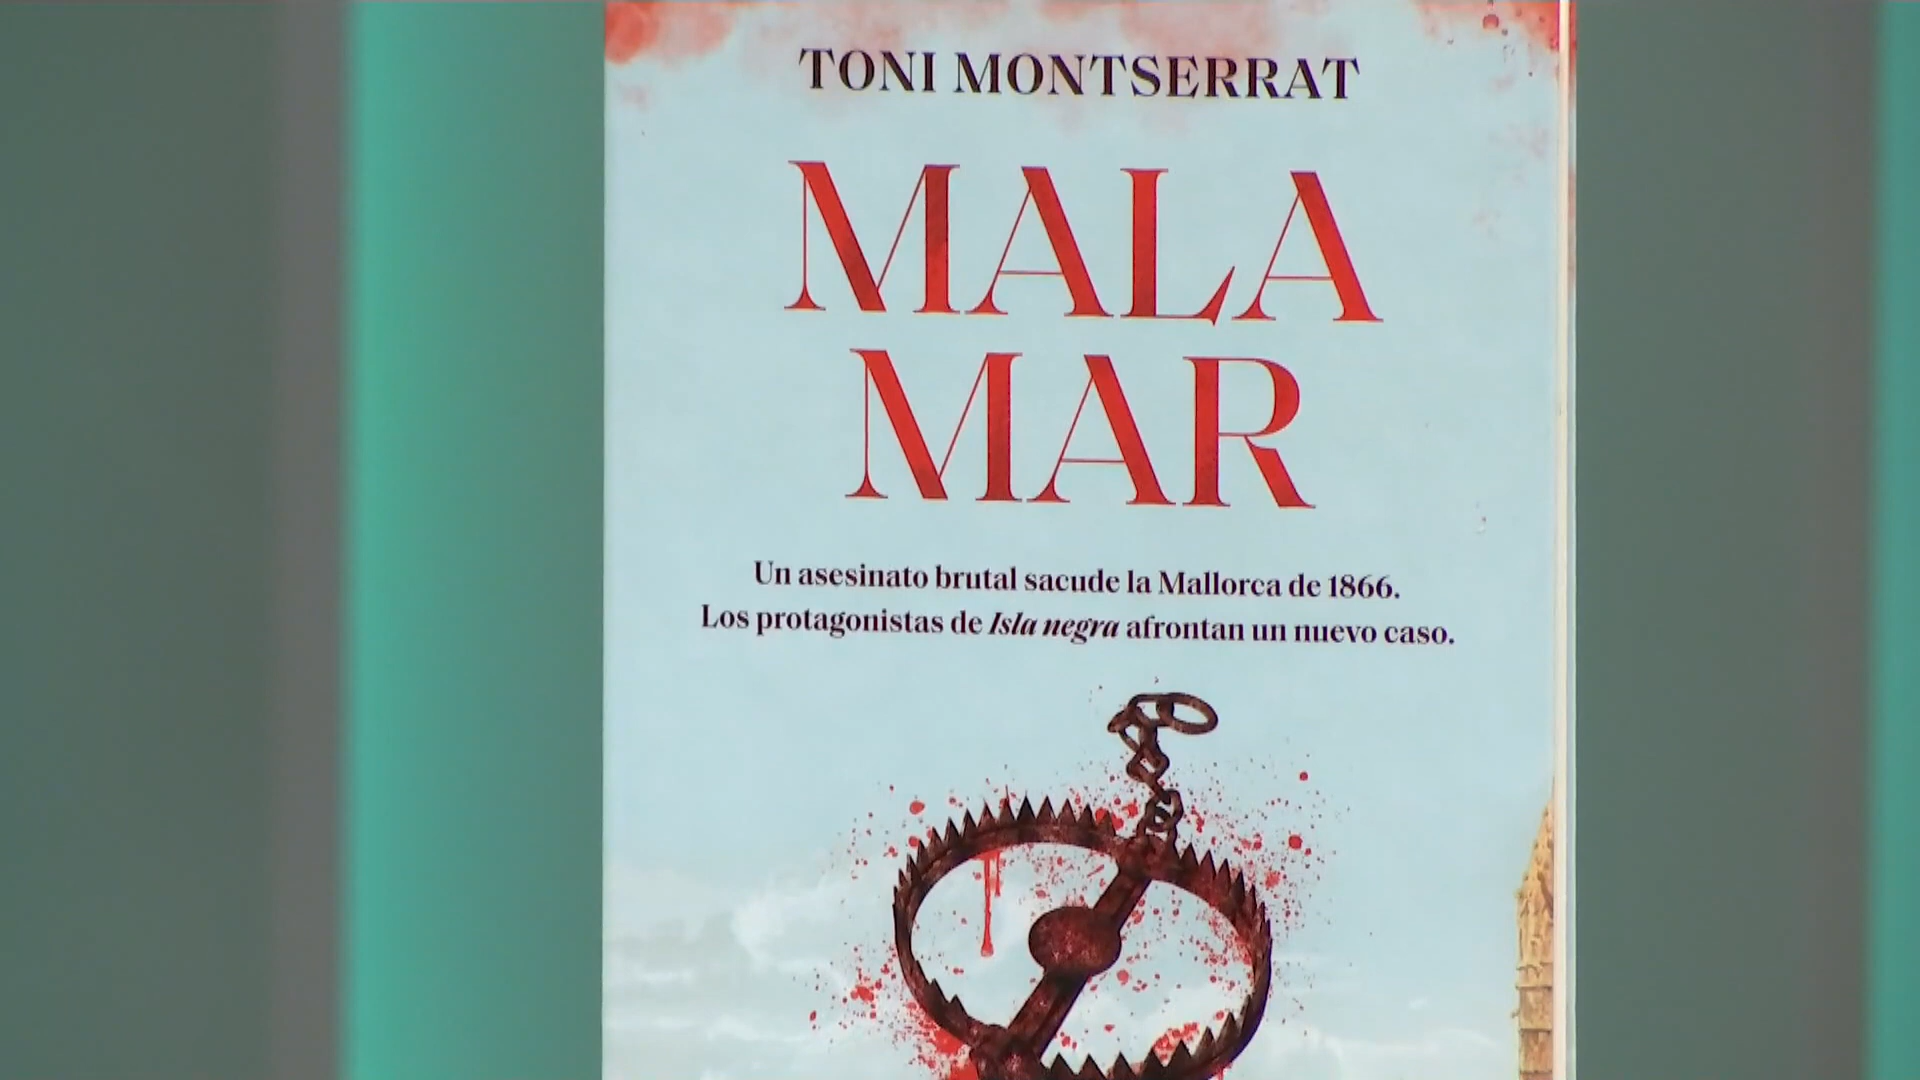 TONI MONTSERRAT
MALA
MAR
Un asesinato brutal sacude la Mallorca de 1866.
Los protagonistas de Isla negra afrontan un nuevo caso.